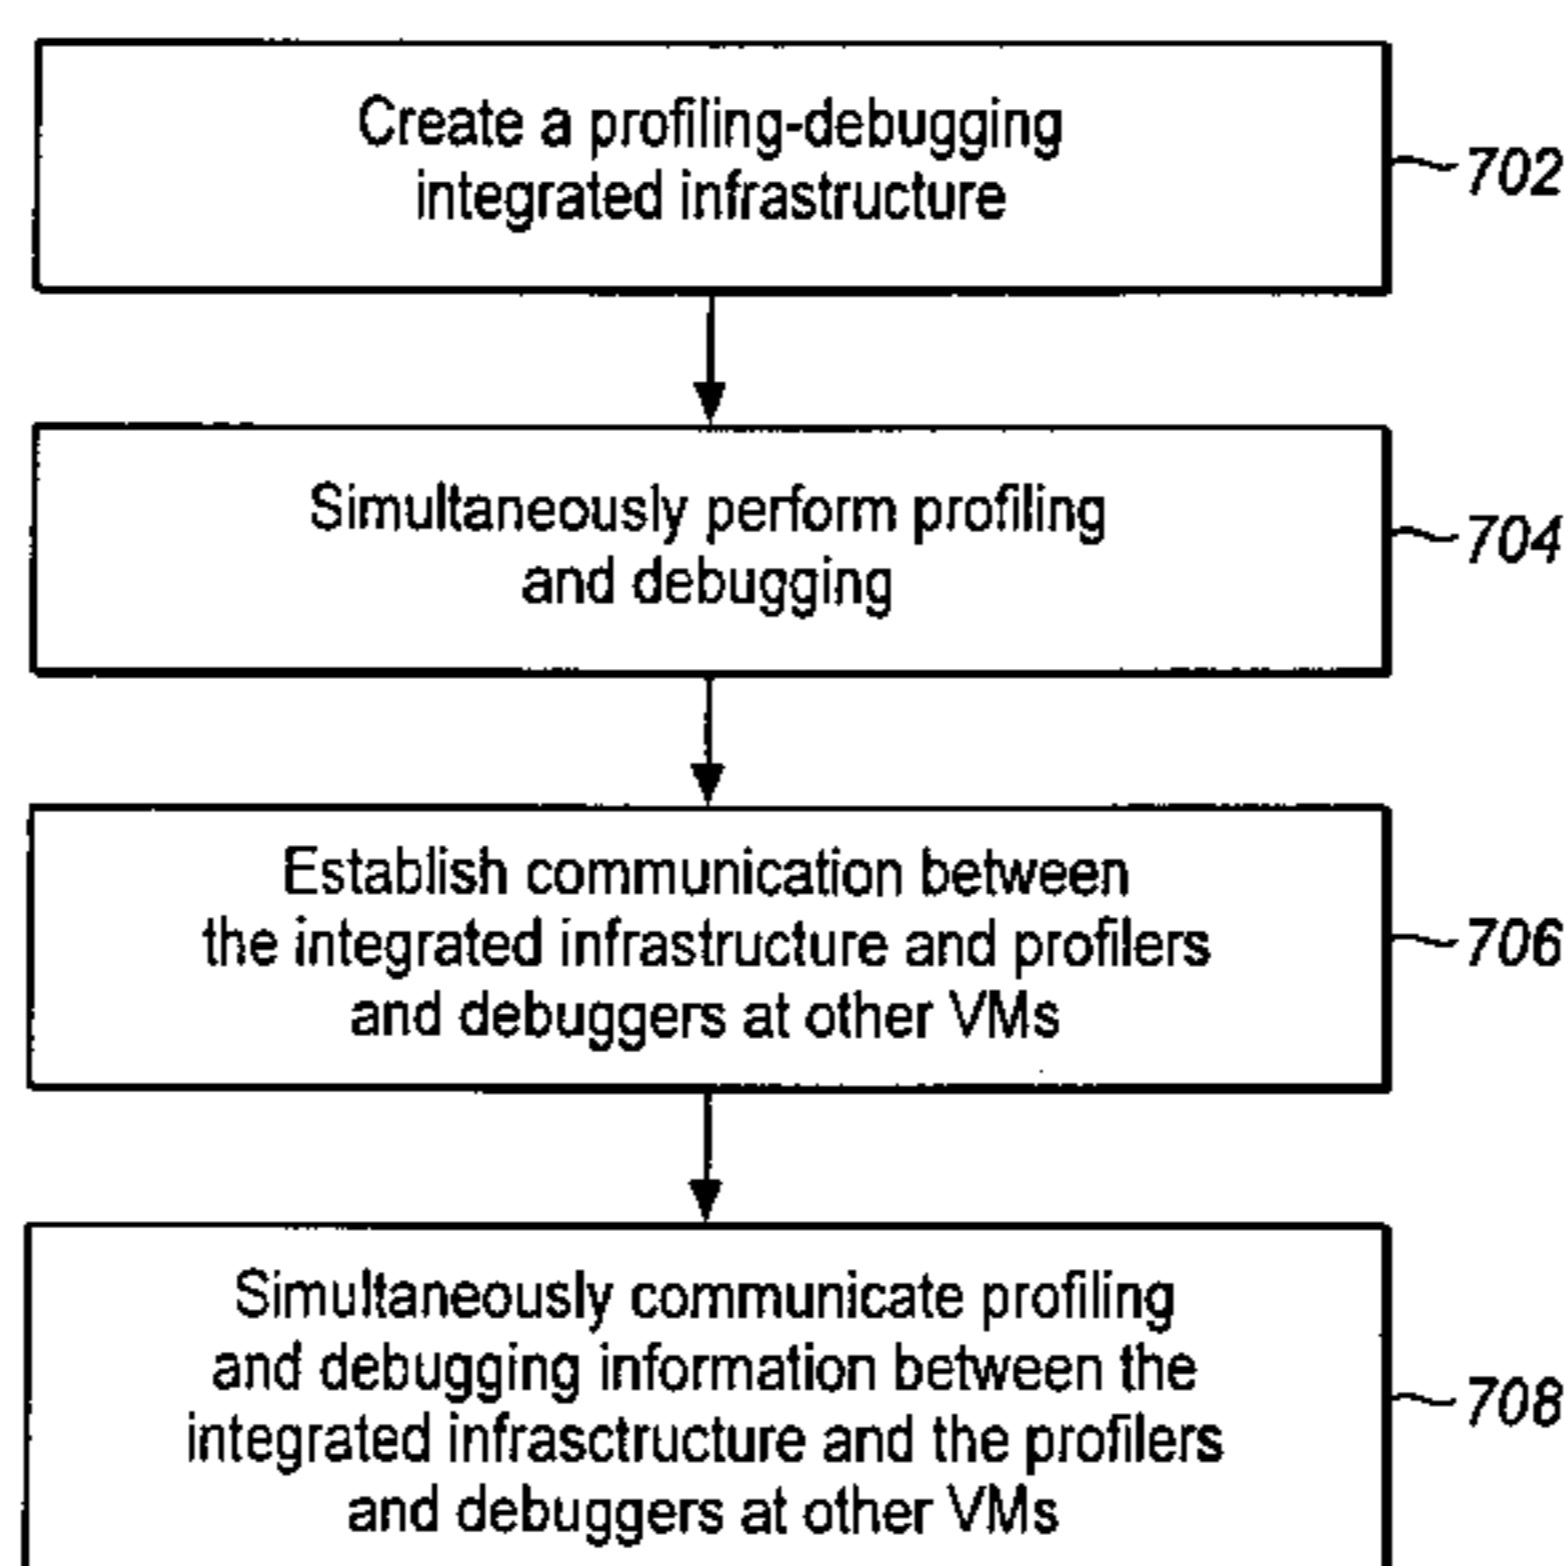 Create a profiling-debugging
integrated infrastructure
702
Simultaneously perform profiling
and debugging
704
Establish communication between
the integrated infrastructure and profilers
and debuggers at other VMs
706
Simultaneously communicate profiling
and debugging information between the
integrated infrasctructure and the profilers
and debuggers at other VMs
708